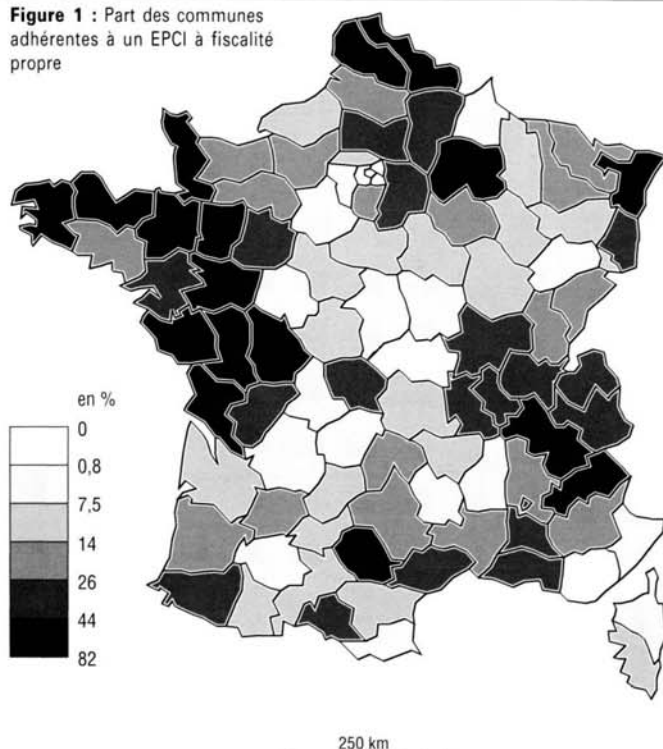 Figure 1 : Part des communes
adhérentes à un EPCI à fiscalité
propre
en %
0
0,8
7.5
14
26
44
82
250 km